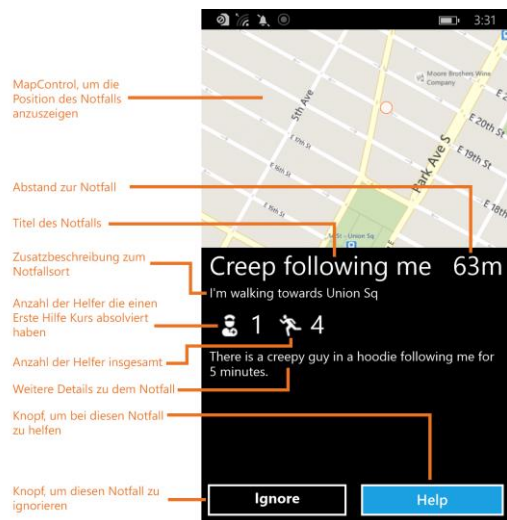 3:31
MapControl, um die
Position des Notfalls
anzuzeigen
Moore Brothers Wine
Company
5th Ave
E 20th St
E 19th St
E 18th
Park Ave S
E 17th St
E 16th St
Union Sq
Abstand zur Notfall
Titel des Notfalls
Creep following me 63m
Zusatzbeschreibung zum
Notfallsort
I'm walking towards Union Sq
Anzahl der Helfer die einen
Erste Hilfe Kurs absolviert
haben
1 4
Anzahl der Helfer insgesamt
There is a creepy guy in a hoodie following me for
5 minutes.
Weitere Details zu dem Notfall
Knopf, um bei diesen Notfall
zu helfen
Knopf, um diesen Notfall zu
ignorieren
Ignore Help